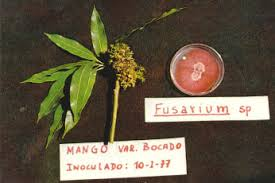 Fusarium sp
MANGO VAR. BOCADO
INOCULADO: 10-2-77